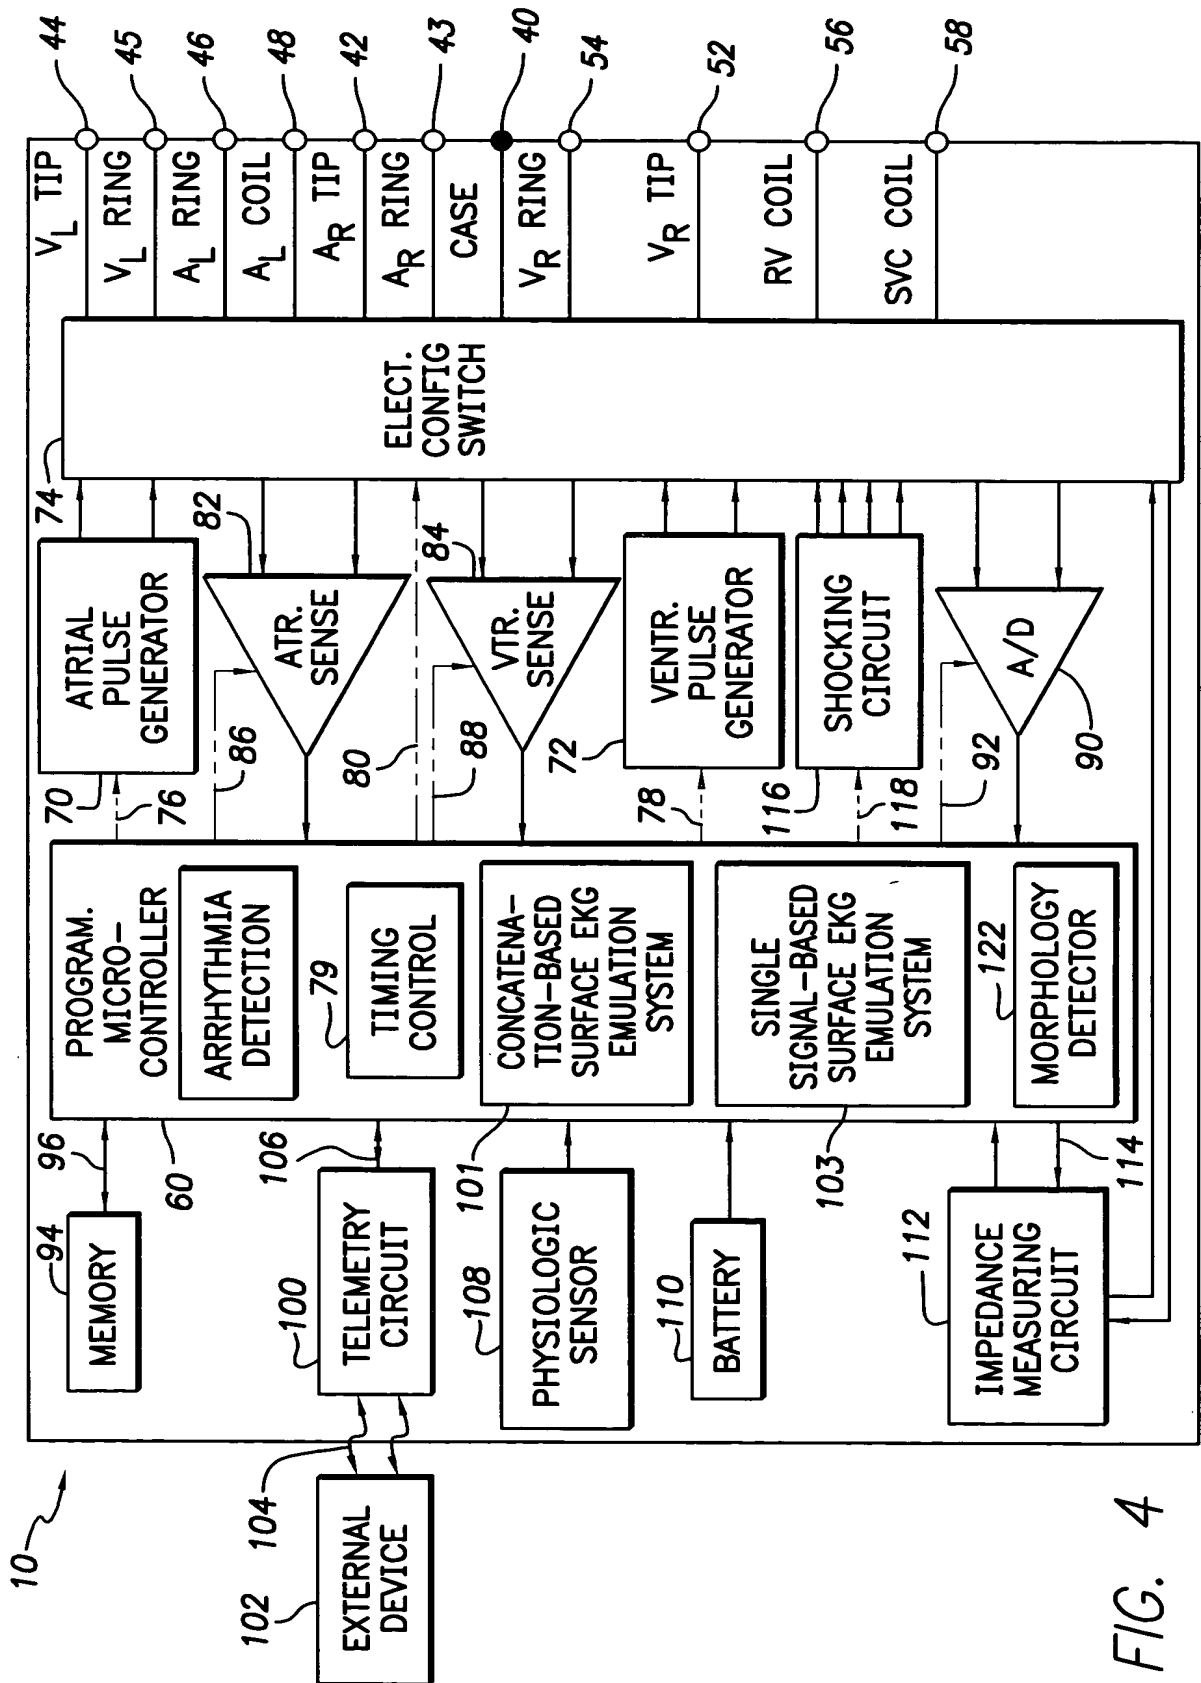 10
102
EXTERNAL
DEVICE
104
94
MEMORY
96
60
100
TELEMETRY
CIRCUIT
106
108
PHYSIOLOGIC
SENSOR
110
BATTERY
112
IMPEDANCE
MEASURING
CIRCUIT
114
PROGRAM.
MICRO-
CONTROLLER
ARRHYTHMIA
DETECTION
79
TIMING
CONTROL
101
CONCATENA-
TION-BASED
SURFACE EKG
EMULATION
SYSTEM
103
SINGLE
SIGNAL-BASED
SURFACE EKG
EMULATION
SYSTEM
122
MORPHOLOGY
DETECTOR
70
76
ATRIAL
PULSE
GENERATOR
86
82
ATR.
SENSE
80
88
84
VTR.
SENSE
72
78
VENTR.
PULSE
GENERATOR
116
118
SHOCKING
CIRCUIT
92
A/D
90
74
ELECT.
CONFIG
SWITCH
VL TIP
44
VL RING
45
AL RING
46
AL COIL
48
AR TIP
42
AR RING
43
CASE
40
VR RING
54
VR TIP
52
RV COIL
56
SVC COIL
58
FIG. 4